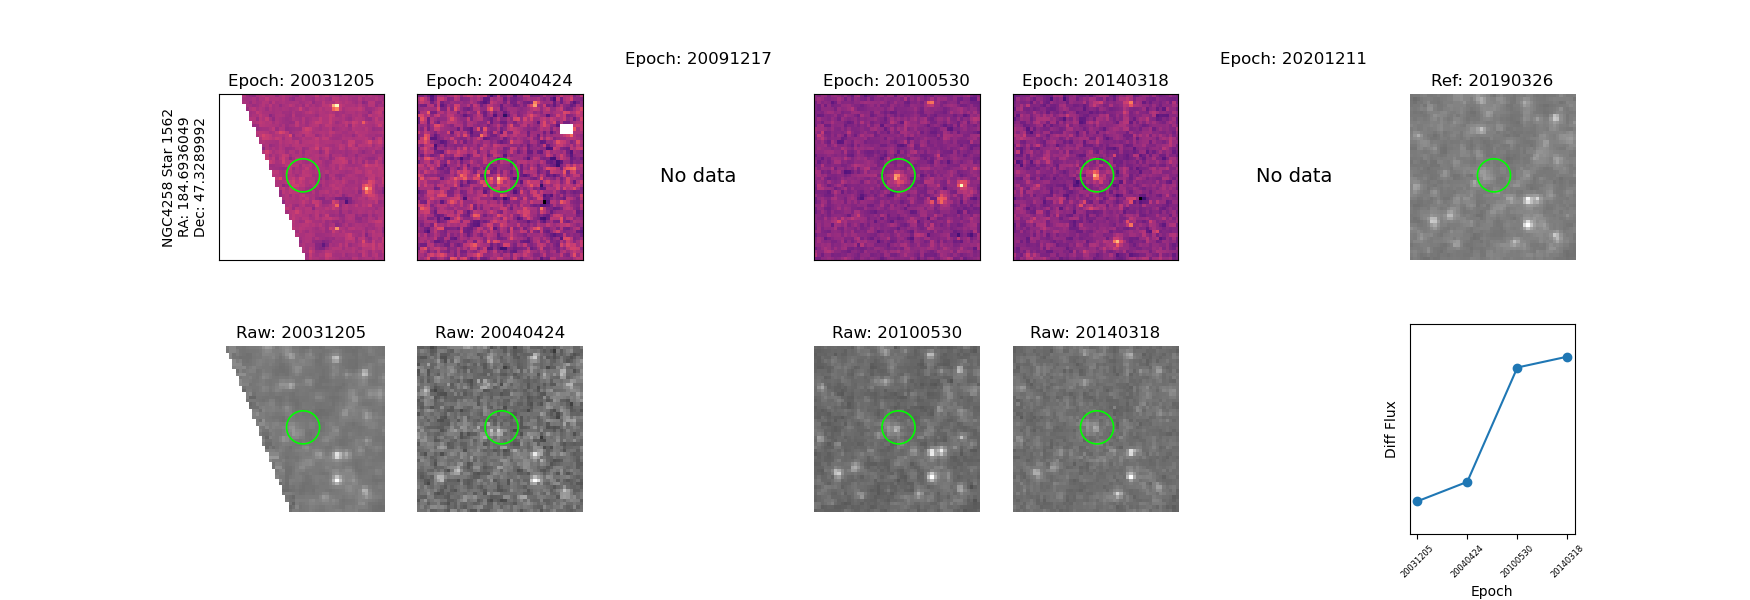 Epoch: 20091217
Epoch: 20201211
Epoch: 20031205
Epoch: 20040424
Epoch: 20100530
Epoch: 20140318
Ref: 20190326
NGC4258 Star 1562
RA: 184.6936049
Dec: 47.3289992
No data
No data
Raw: 20031205
Raw: 20040424
Raw: 20100530
Raw: 20140318
Diff Flux
20031205
20040424
20100530
20140318
Epoch